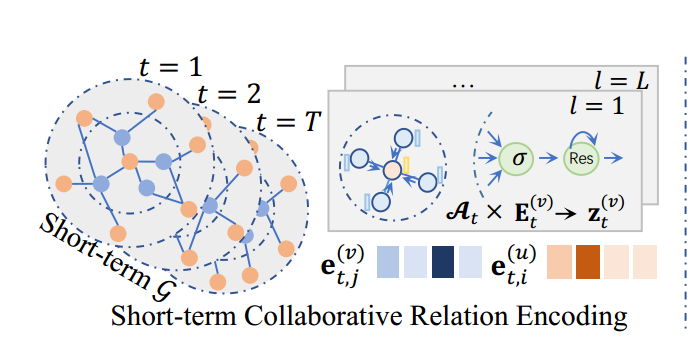 t = 1
t = 2
t = T
Short-term 𝒢
...
l = L
l = 1
σ
Res
𝓐_t × E_t^(v) → z_t^(v)
e_{t,j}^(v)
e_{t,i}^(u)
Short-term Collaborative Relation Encoding